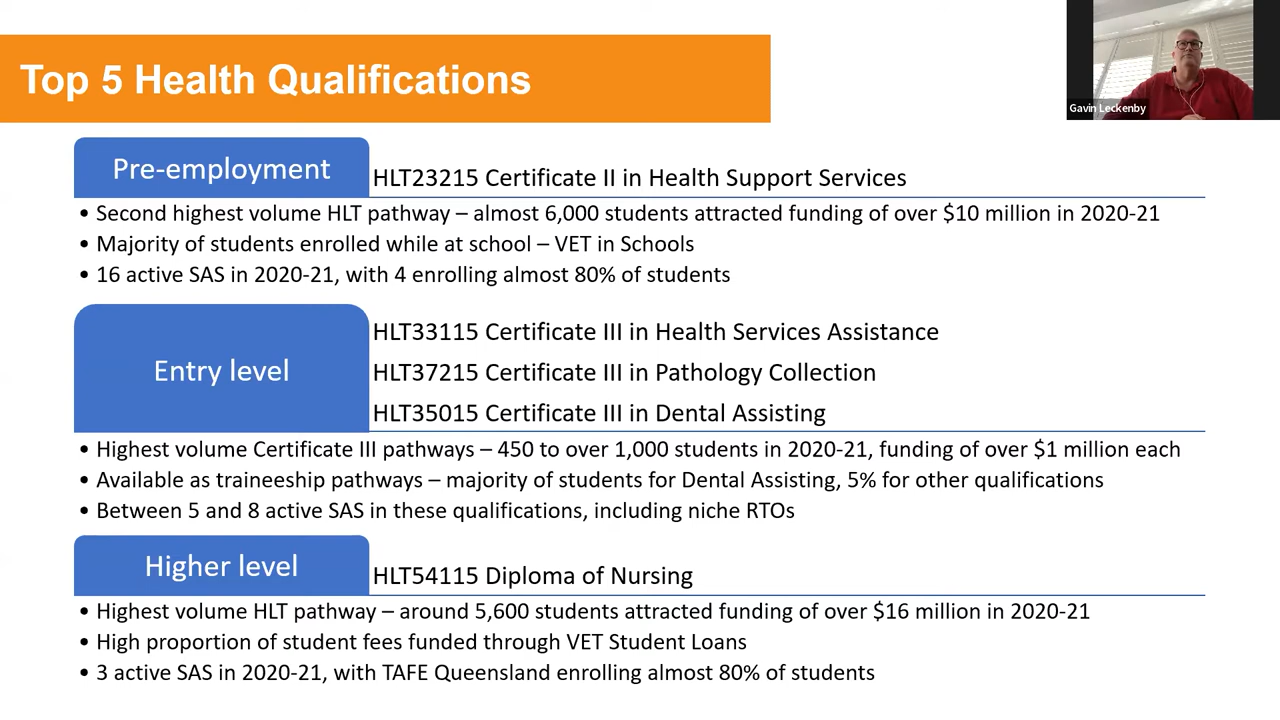 Top 5 Health Qualifications
Gavin Leckenby
Pre-employment
HLT23215 Certificate II in Health Support Services
• Second highest volume HLT pathway – almost 6,000 students attracted funding of over $10 million in 2020-21
• Majority of students enrolled while at school – VET in Schools
• 16 active SAS in 2020-21, with 4 enrolling almost 80% of students
Entry level
HLT33115 Certificate III in Health Services Assistance
HLT37215 Certificate III in Pathology Collection
HLT35015 Certificate III in Dental Assisting
• Highest volume Certificate III pathways – 450 to over 1,000 students in 2020-21, funding of over $1 million each
• Available as traineeship pathways – majority of students for Dental Assisting, 5% for other qualifications
• Between 5 and 8 active SAS in these qualifications, including niche RTOs
Higher level
HLT54115 Diploma of Nursing
• Highest volume HLT pathway – around 5,600 students attracted funding of over $16 million in 2020-21
• High proportion of student fees funded through VET Student Loans
• 3 active SAS in 2020-21, with TAFE Queensland enrolling almost 80% of students